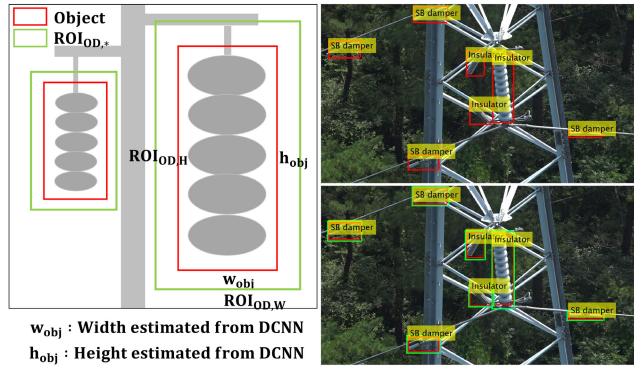 Object
ROI_OD,*
ROI_OD,H
h_obj
w_obj
ROI_OD,W
w_obj : Width estimated from DCNN
h_obj : Height estimated from DCNN
SB damper
SB damper
Insulator
Insulator
Insulator
SB damper
SB damper
SB damper
SB damper
Insula
Insulator
Insulator
SB damper
SB damper